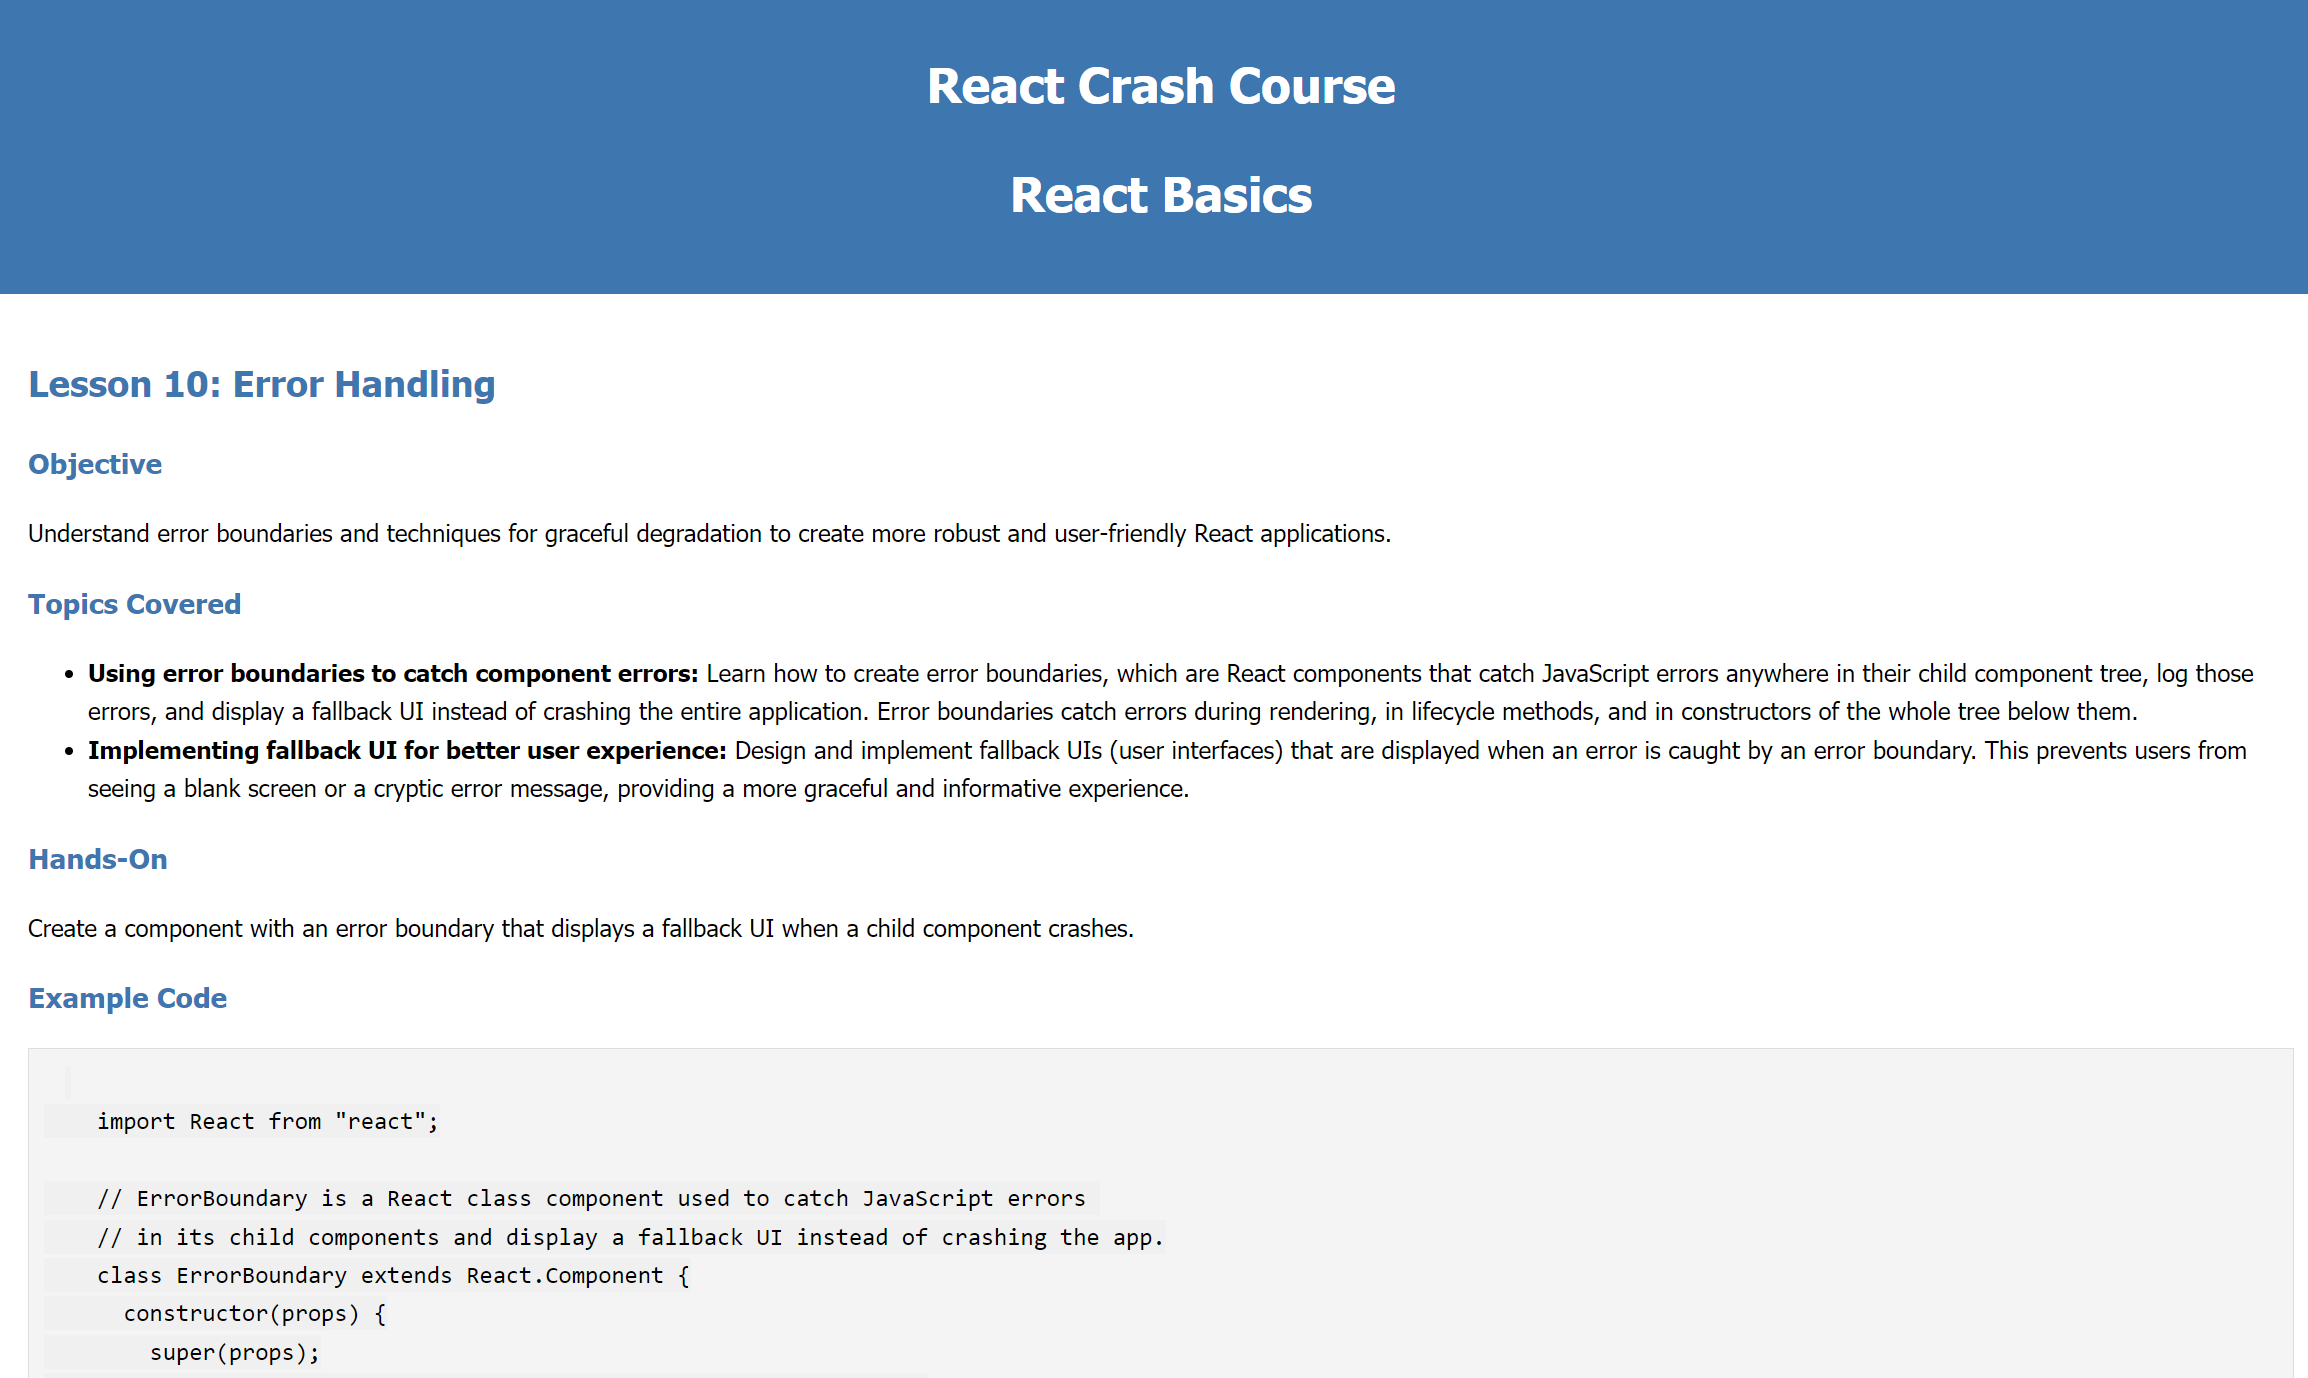 React Crash Course
React Basics
Lesson 10: Error Handling
Objective
Understand error boundaries and techniques for graceful degradation to create more robust and user-friendly React applications.
Topics Covered
• Using error boundaries to catch component errors: Learn how to create error boundaries, which are React components that catch JavaScript errors anywhere in their child component tree, log those
errors, and display a fallback UI instead of crashing the entire application. Error boundaries catch errors during rendering, in lifecycle methods, and in constructors of the whole tree below them.
• Implementing fallback UI for better user experience: Design and implement fallback UIs (user interfaces) that are displayed when an error is caught by an error boundary. This prevents users from
seeing a blank screen or a cryptic error message, providing a more graceful and informative experience.
Hands-On
Create a component with an error boundary that displays a fallback UI when a child component crashes.
Example Code
import React from "react";
// ErrorBoundary is a React class component used to catch JavaScript errors
// in its child components and display a fallback UI instead of crashing the app.
class ErrorBoundary extends React.Component {
constructor(props) {
super(props);